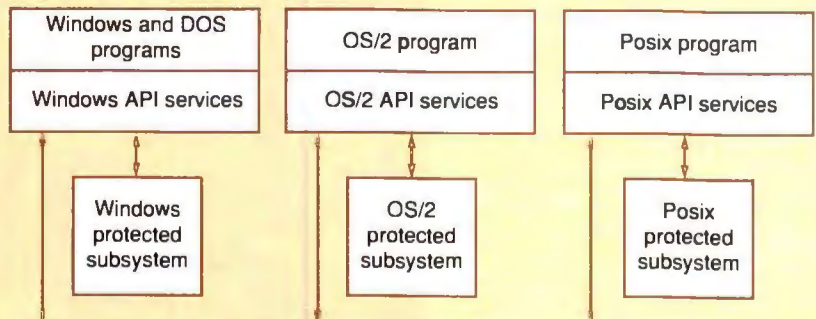 Windows and DOS
programs
Windows API services
OS/2 program
OS/2 API services
Posix program
Posix API services
Windows
protected
subsystem
OS/2
protected
subsystem
Posix
protected
subsystem